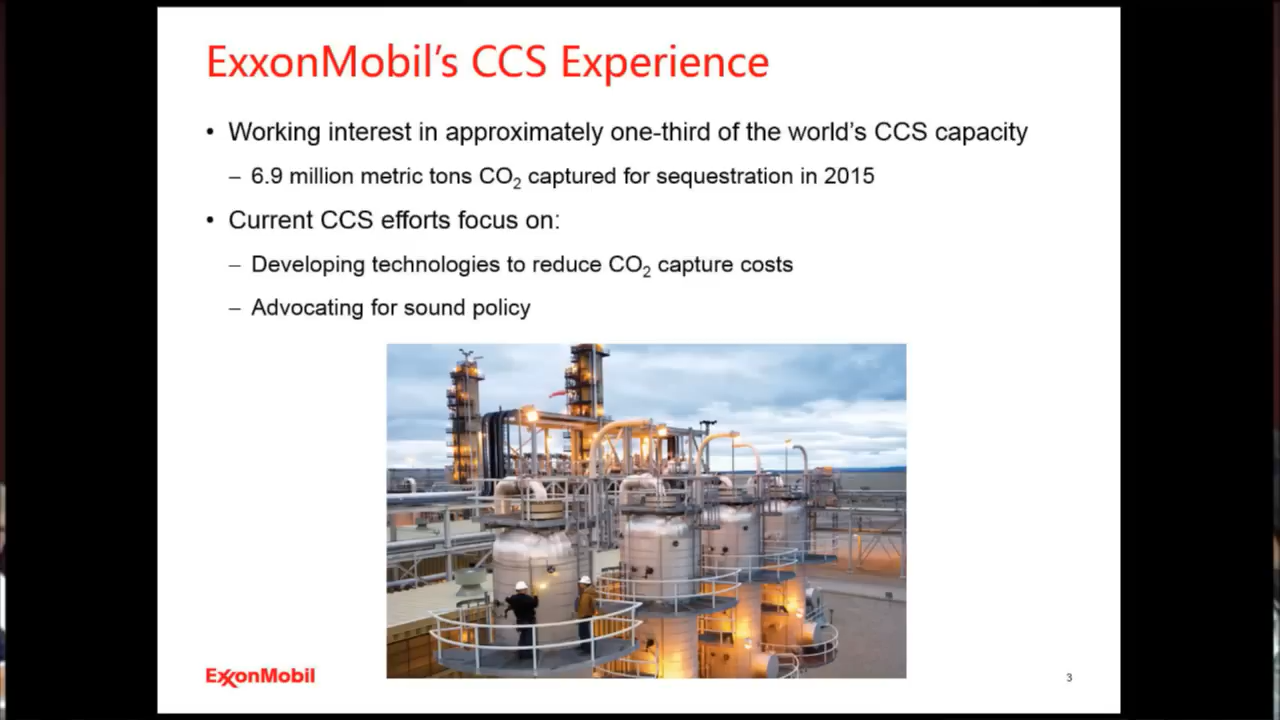 ExxonMobil's CCS Experience
• Working interest in approximately one-third of the world's CCS capacity
– 6.9 million metric tons CO₂ captured for sequestration in 2015
• Current CCS efforts focus on:
– Developing technologies to reduce CO₂ capture costs
– Advocating for sound policy
ExxonMobil
3